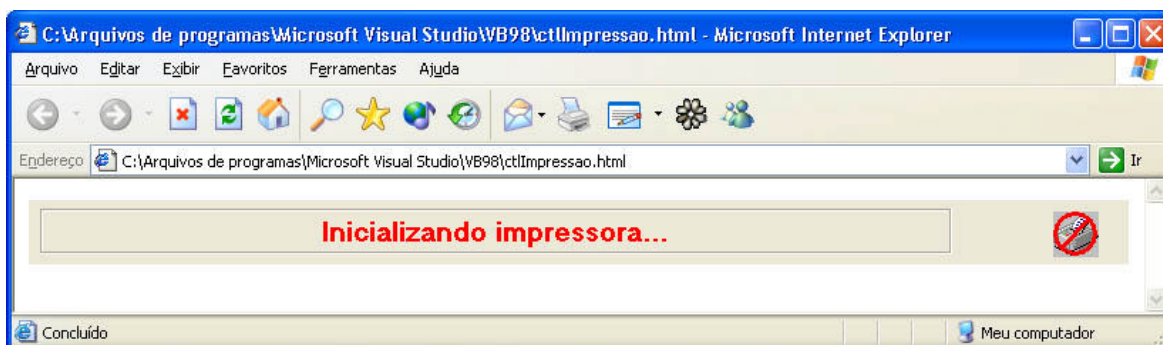 C:\Arquivos de programas\Microsoft Visual Studio\VB98\ctlImpressao.html - Microsoft Internet Explorer
Arquivo Editar Exibir Favoritos Ferramentas Ajuda
Endereço C:\Arquivos de programas\Microsoft Visual Studio\VB98\ctlImpressao.html Ir
Inicializando impressora...
Concluído Meu computador